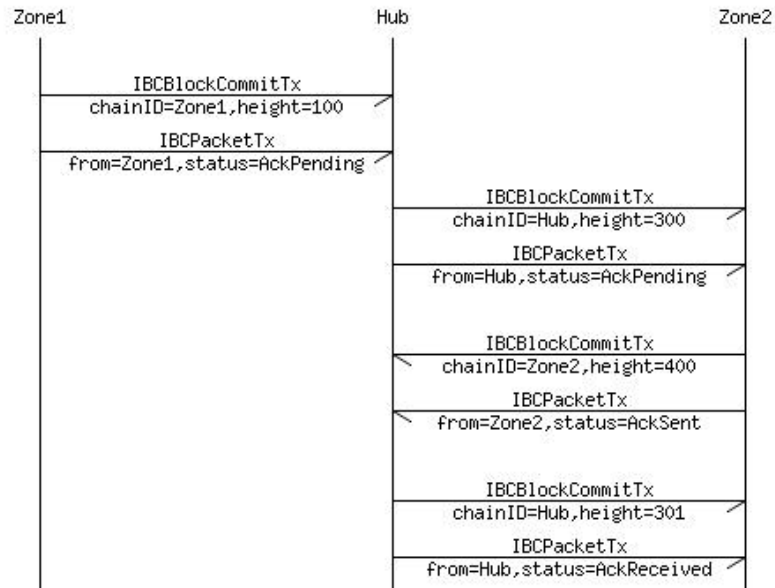 Zone1 Hub Zone2
IBCBlockCommitTx
chainID=Zone1,height=100
IBCPacketTx
from=Zone1,status=AckPending
IBCBlockCommitTx
chainID=Hub,height=300
IBCPacketTx
from=Hub,status=AckPending
IBCBlockCommitTx
chainID=Zone2,height=400
IBCPacketTx
from=Zone2,status=AckSent
IBCBlockCommitTx
chainID=Hub,height=301
IBCPacketTx
from=Hub,status=AckReceived